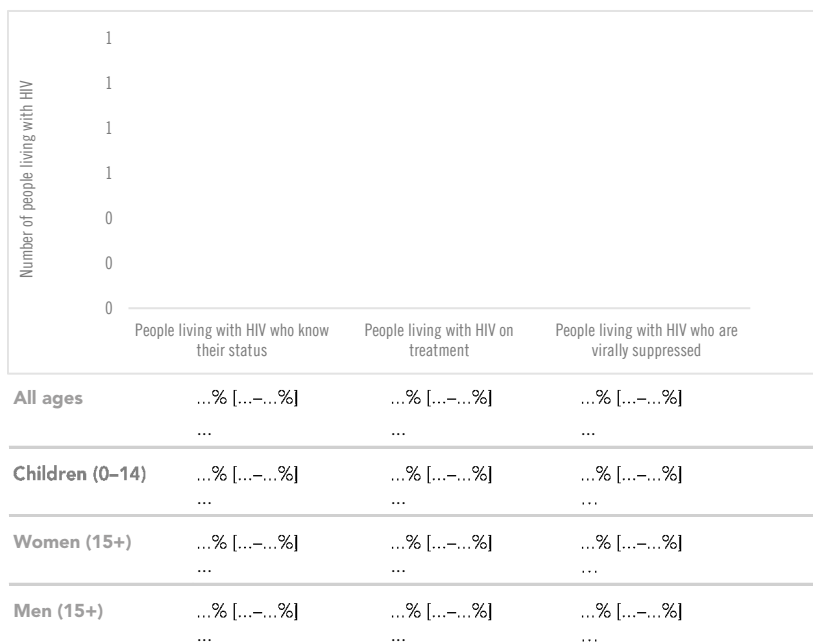 Number of people living with HIV
1
1
1
1
0
0
0
People living with HIV who know
their status
People living with HIV on
treatment
People living with HIV who are
virally suppressed
All ages ...% [...–...%] ...% [...–...%] ...% [...–...%]
... ... ...
Children (0–14) ...% [...–...%] ...% [...–...%] ...% [...–...%]
... ... ...
Women (15+) ...% [...–...%] ...% [...–...%] ...% [...–...%]
... ... ...
Men (15+) ...% [...–...%] ...% [...–...%] ...% [...–...%]
... ... ...